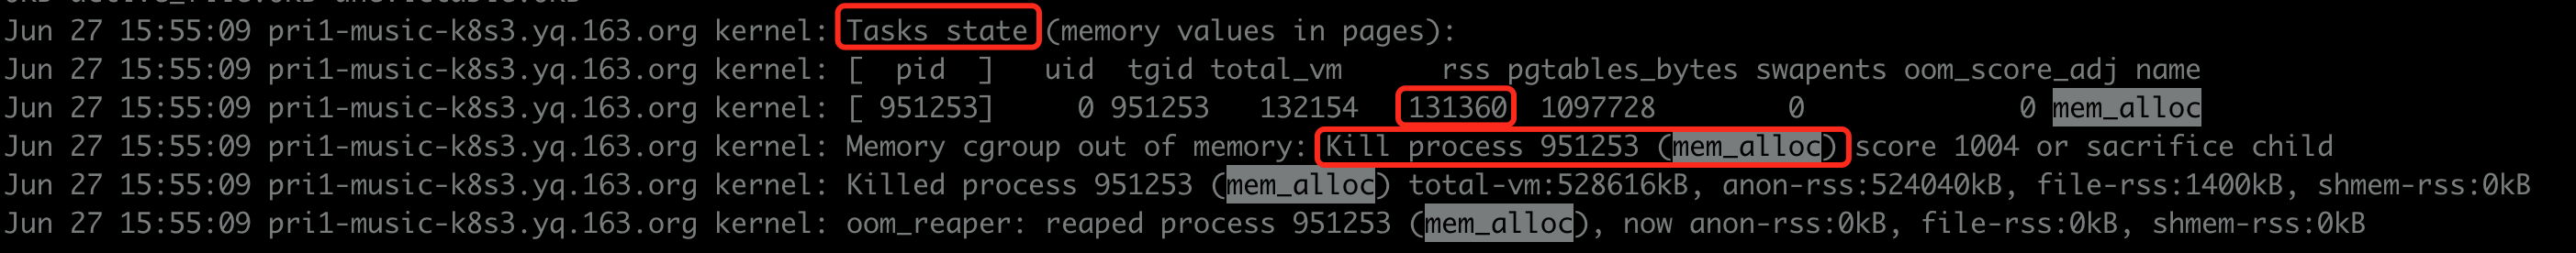 0kB active_file:0kB unevictable:0kB
Jun 27 15:55:09 pri1-music-k8s3.yq.163.org kernel: Tasks state (memory values in pages):
Jun 27 15:55:09 pri1-music-k8s3.yq.163.org kernel: [  pid  ]   uid  tgid total_vm      rss pgtables_bytes swapents oom_score_adj name
Jun 27 15:55:09 pri1-music-k8s3.yq.163.org kernel: [ 951253]     0 951253   132154   131360  1097728        0             0 mem_alloc
Jun 27 15:55:09 pri1-music-k8s3.yq.163.org kernel: Memory cgroup out of memory: Kill process 951253 (mem_alloc) score 1004 or sacrifice child
Jun 27 15:55:09 pri1-music-k8s3.yq.163.org kernel: Killed process 951253 (mem_alloc) total-vm:528616kB, anon-rss:524040kB, file-rss:1400kB, shmem-rss:0kB
Jun 27 15:55:09 pri1-music-k8s3.yq.163.org kernel: oom_reaper: reaped process 951253 (mem_alloc), now anon-rss:0kB, file-rss:0kB, shmem-rss:0kB